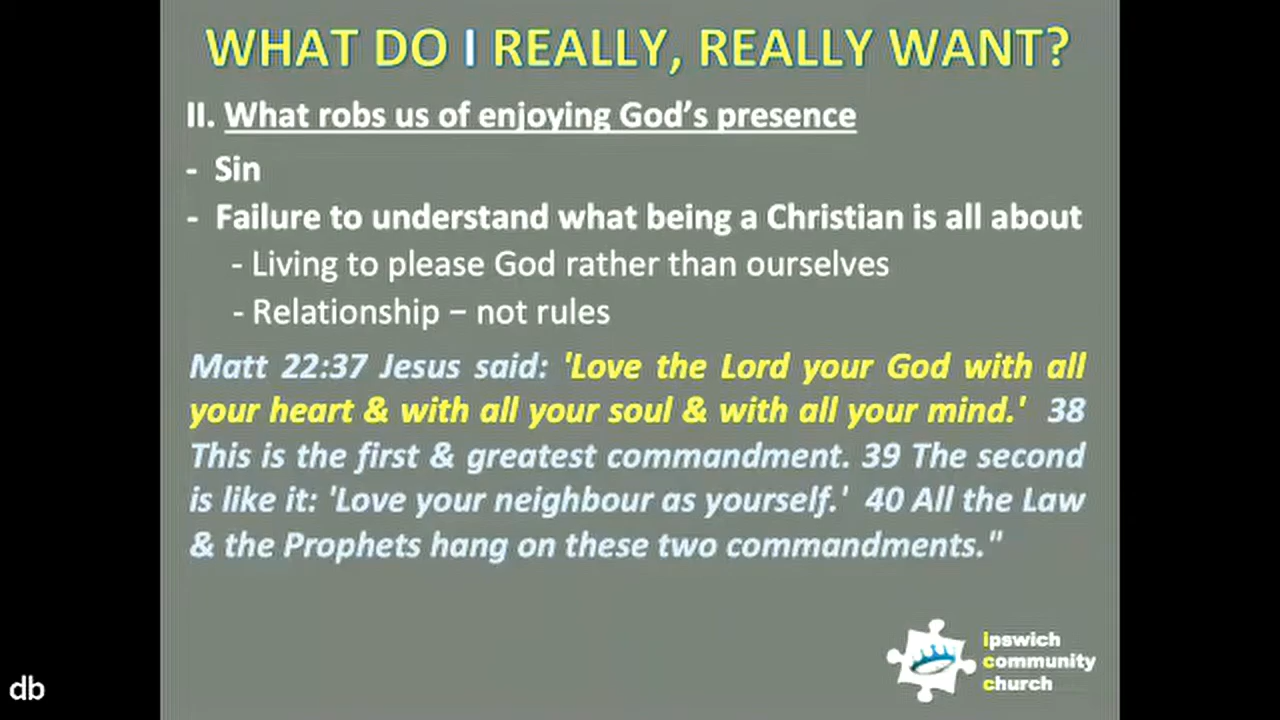 WHAT DO I REALLY, REALLY WANT?
II. What robs us of enjoying God’s presence
- Sin
- Failure to understand what being a Christian is all about
- Living to please God rather than ourselves
- Relationship – not rules
Matt 22:37 Jesus said: 'Love the Lord your God with all
your heart & with all your soul & with all your mind.' 38
This is the first & greatest commandment. 39 The second
is like it: 'Love your neighbour as yourself.' 40 All the Law
& the Prophets hang on these two commandments."
ipswich
community
church
db